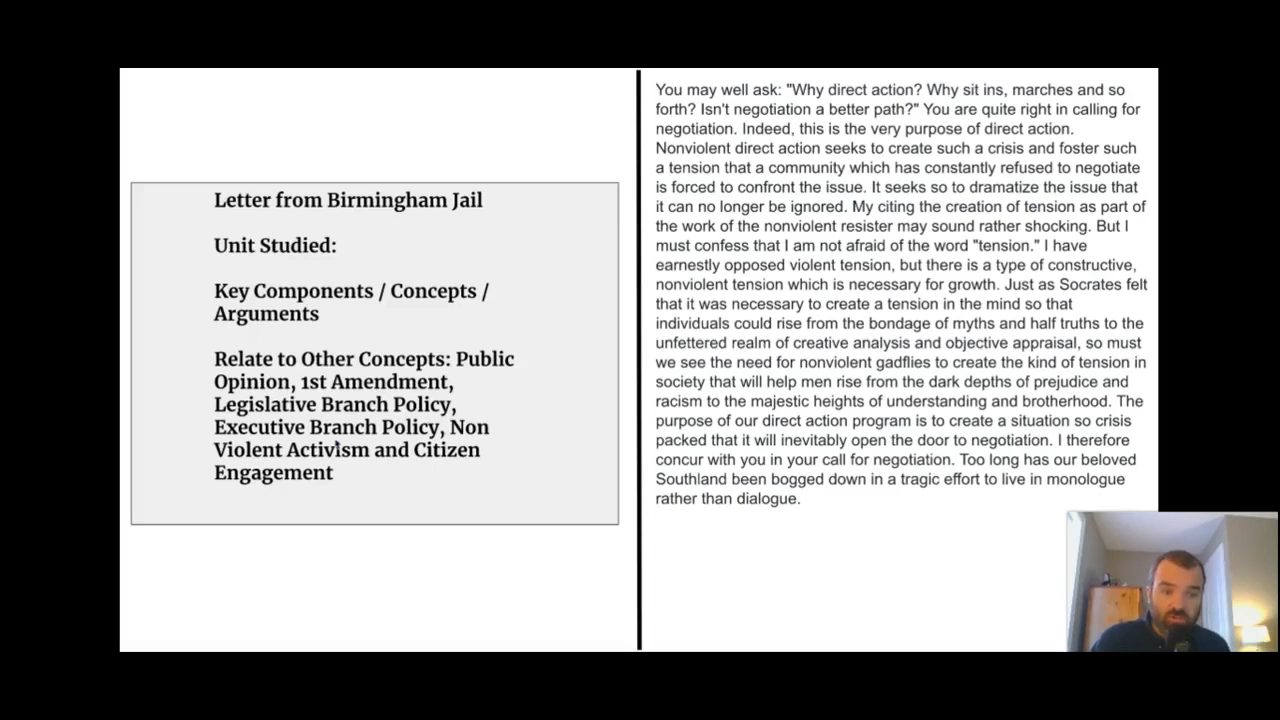 Letter from Birmingham Jail
Unit Studied:
Key Components / Concepts /
Arguments
Relate to Other Concepts: Public
Opinion, 1st Amendment,
Legislative Branch Policy,
Executive Branch Policy, Non
Violent Activism and Citizen
Engagement
You may well ask: "Why direct action? Why sit ins, marches and so
forth? Isn't negotiation a better path?" You are quite right in calling for
negotiation. Indeed, this is the very purpose of direct action.
Nonviolent direct action seeks to create such a crisis and foster such
a tension that a community which has constantly refused to negotiate
is forced to confront the issue. It seeks so to dramatize the issue that
it can no longer be ignored. My citing the creation of tension as part of
the work of the nonviolent resister may sound rather shocking. But I
must confess that I am not afraid of the word "tension." I have
earnestly opposed violent tension, but there is a type of constructive,
nonviolent tension which is necessary for growth. Just as Socrates felt
that it was necessary to create a tension in the mind so that
individuals could rise from the bondage of myths and half truths to the
unfettered realm of creative analysis and objective appraisal, so must
we see the need for nonviolent gadflies to create the kind of tension in
society that will help men rise from the dark depths of prejudice and
racism to the majestic heights of understanding and brotherhood. The
purpose of our direct action program is to create a situation so crisis
packed that it will inevitably open the door to negotiation. I therefore
concur with you in your call for negotiation. Too long has our beloved
Southland been bogged down in a tragic effort to live in monologue
rather than dialogue.